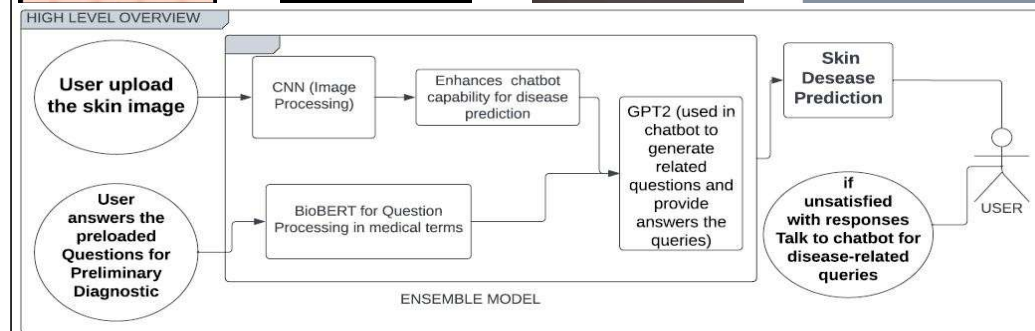 HIGH LEVEL OVERVIEW
User upload
the skin image
CNN (Image
Processing)
Enhances chatbot
capability for disease
prediction
GPT2 (used in
chatbot to
generate
related
questions and
provide
answers the
queries)
Skin
Desease
Prediction
User
answers the
preloaded
Questions for
Preliminary
Diagnostic
BioBERT for Question
Processing in medical terms
if
unsatisfied
with responses
Talk to chatbot for
disease-related
queries
USER
ENSEMBLE MODEL